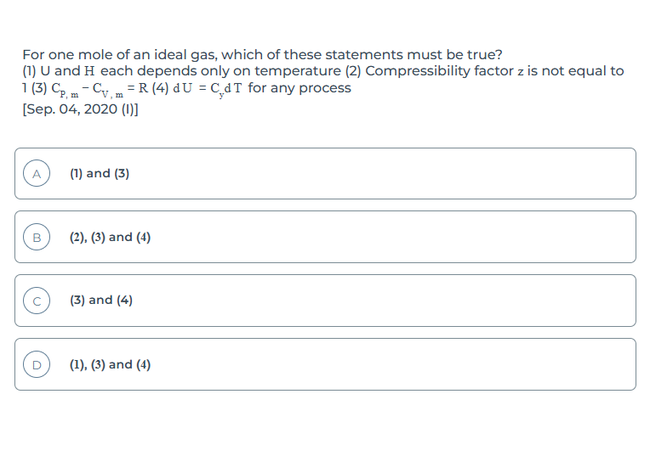 For one mole of an ideal gas, which of these statements must be true?
(1) U and H each depends only on temperature (2) Compressibility factor z is not equal to
1 (3) C_{P, m} - C_{V, m} = R (4) dU = C_{y}dT for any process
[Sep. 04, 2020 (I)]
A (1) and (3)
B (2), (3) and (4)
C (3) and (4)
D (1), (3) and (4)